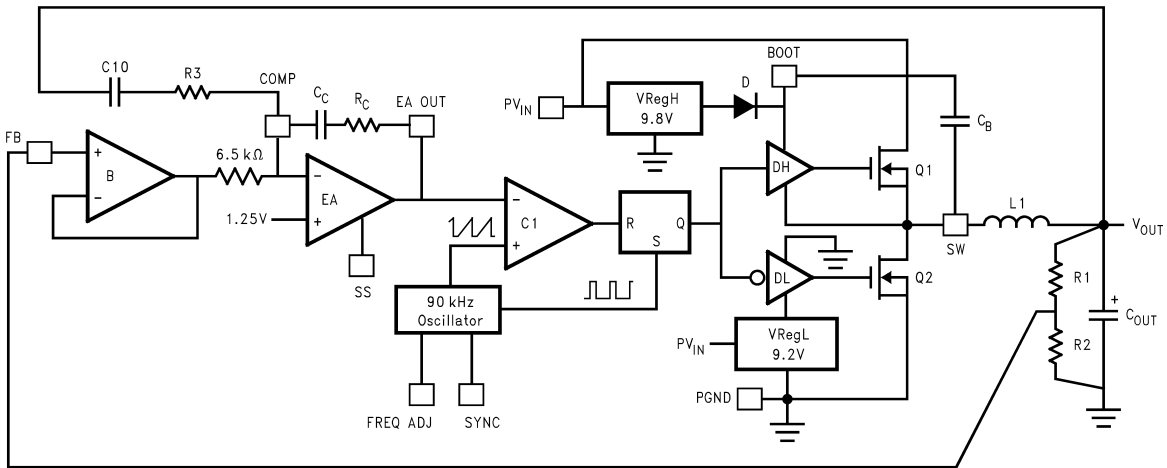 C10
R3
COMP
CC
RC
EA OUT
FB
+
B
−
6.5 kΩ
−
EA
+
1.25V
SS
−
C1
+
90 kHz
Oscillator
FREQ ADJ
SYNC
R
Q
S
PVIN
VRegH
9.8V
D
BOOT
CB
DH
Q1
DL
Q2
SW
L1
VOUT
PVIN
VRegL
9.2V
PGND
R1
R2
+
COUT